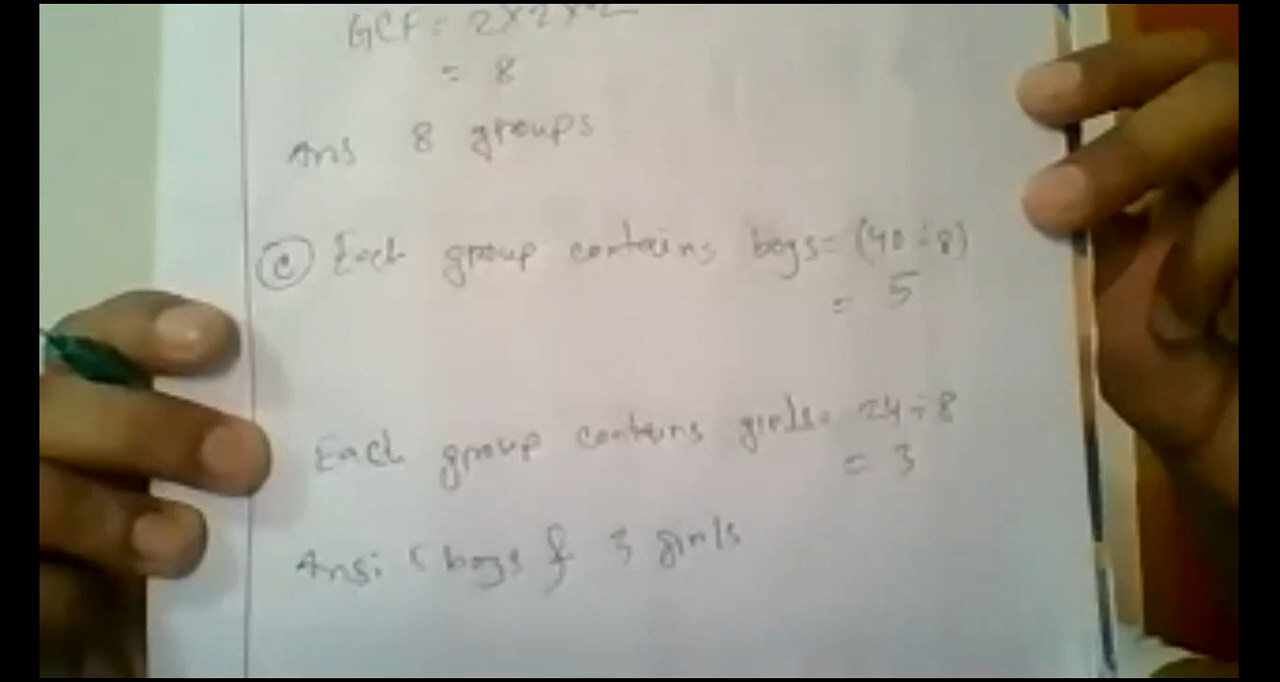 GCF = 2×2×2
= 8
Ans 8 groups
(c) Each group contains boys = (40÷8)
= 5
Each group contains girls = 24÷8
= 3
Ans: 5 boys & 3 girls